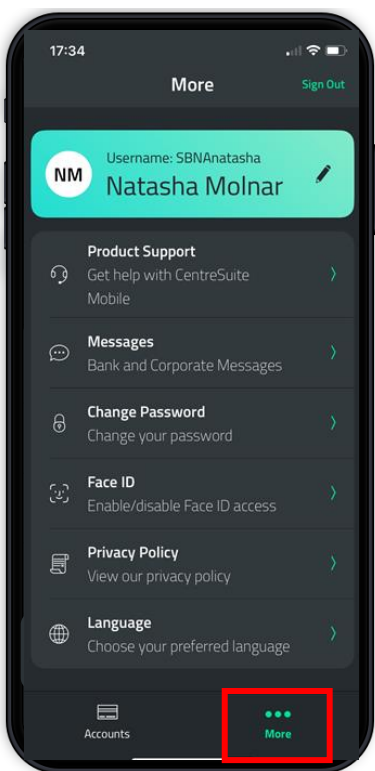 17:34
More
Sign Out
NM
Username: SBNAnatasha
Natasha Molnar
Product Support
Get help with CentreSuite
Mobile
Messages
Bank and Corporate Messages
Change Password
Change your password
Face ID
Enable/disable Face ID access
Privacy Policy
View our privacy policy
Language
Choose your preferred language
Accounts
More